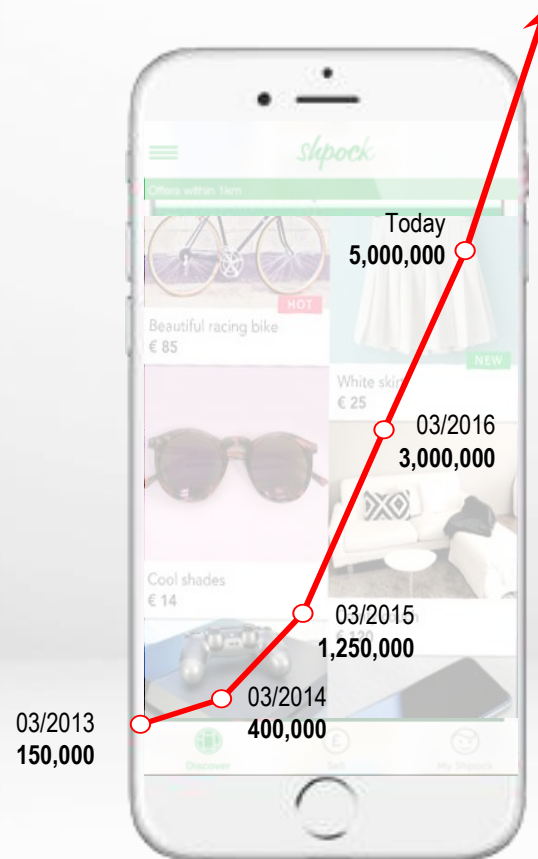 shpock
Offers within 1km
Today
5,000,000
HOT
Beautiful racing bike
€ 85
NEW
White skirt
€ 25
03/2016
3,000,000
Cool shades
€ 14
03/2015
€ 120
1,250,000
03/2014
400,000
03/2013
150,000
Discover
£
Sell
My Shpock